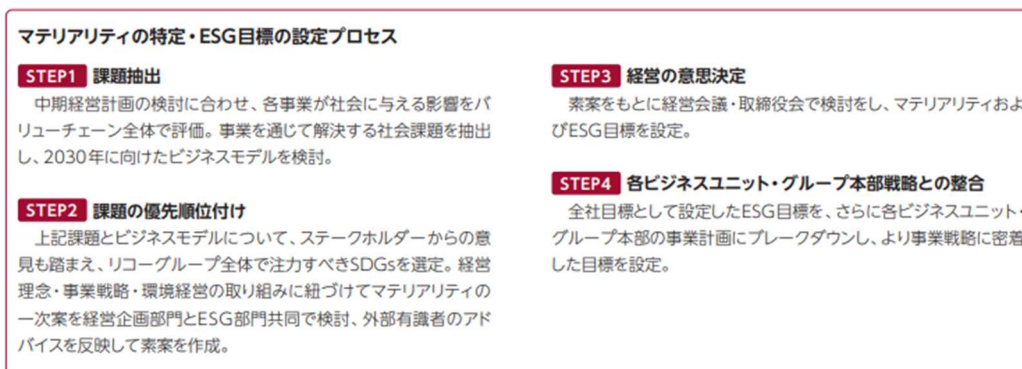 マテリアリティの特定・ESG目標の設定プロセス
STEP1 課題抽出
中期経営計画の検討に合わせ、各事業が社会に与える影響をバ
リューチェーン全体で評価。事業を通じて解決する社会課題を抽出
し、2030年に向けたビジネスモデルを検討。
STEP2 課題の優先順位付け
上記課題とビジネスモデルについて、ステークホルダーからの意
見も踏まえ、リコーグループ全体で注力すべきSDGsを選定。経営
理念・事業戦略・環境経営の取り組みに紐づけてマテリアリティの
一次案を経営企画部門とESG部門共同で検討、外部有識者のアド
バイスを反映して素案を作成。
STEP3 経営の意思決定
素案をもとに経営会議・取締役会で検討をし、マテリアリティおよ
びESG目標を設定。
STEP4 各ビジネスユニット・グループ本部戦略との整合
全社目標として設定したESG目標を、さらに各ビジネスユニット・
グループ本部の事業計画にブレークダウンし、より事業戦略に密着
した目標を設定。